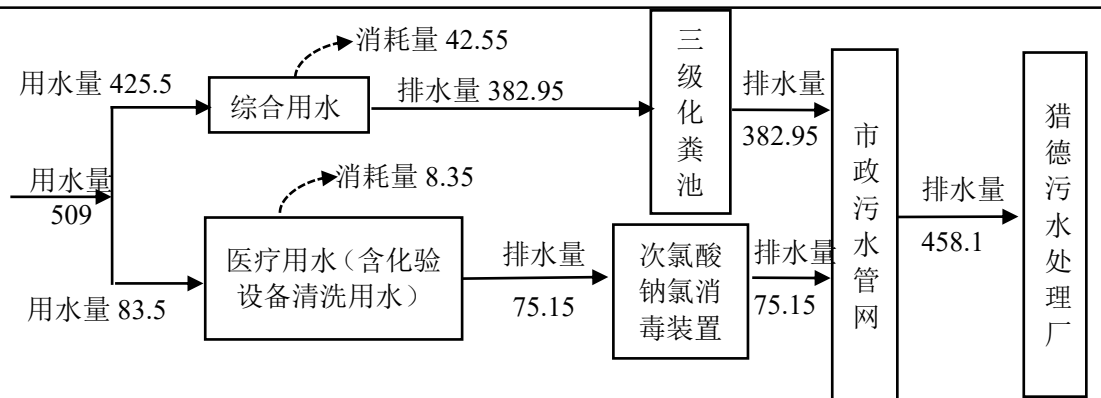 消耗量 42.55
用水量 425.5
综合用水
排水量 382.95
三级化粪池
排水量
382.95
用水量
509
消耗量 8.35
医疗用水（含化验
设备清洗用水）
用水量 83.5
排水量
75.15
次氯酸
钠氯消
毒装置
排水量
75.15
市政污水管网
排水量
458.1
猎德污水处理厂